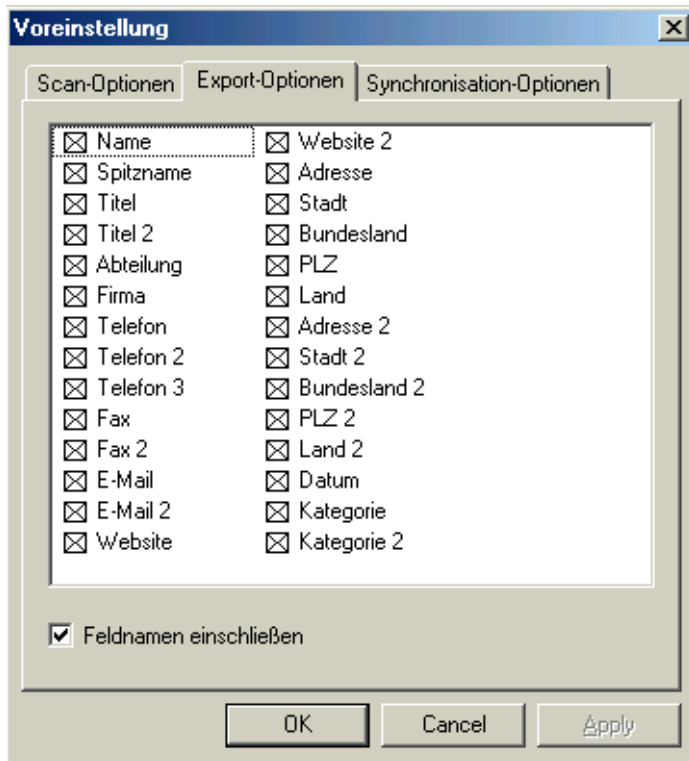 Voreinstellung
Scan-Optionen Export-Optionen Synchronisation-Optionen
Name
Spitzname
Titel
Titel 2
Abteilung
Firma
Telefon
Telefon 2
Telefon 3
Fax
Fax 2
E-Mail
E-Mail 2
Website
Website 2
Adresse
Stadt
Bundesland
PLZ
Land
Adresse 2
Stadt 2
Bundesland 2
PLZ 2
Land 2
Datum
Kategorie
Kategorie 2
Feldnamen einschließen
OK Cancel Apply